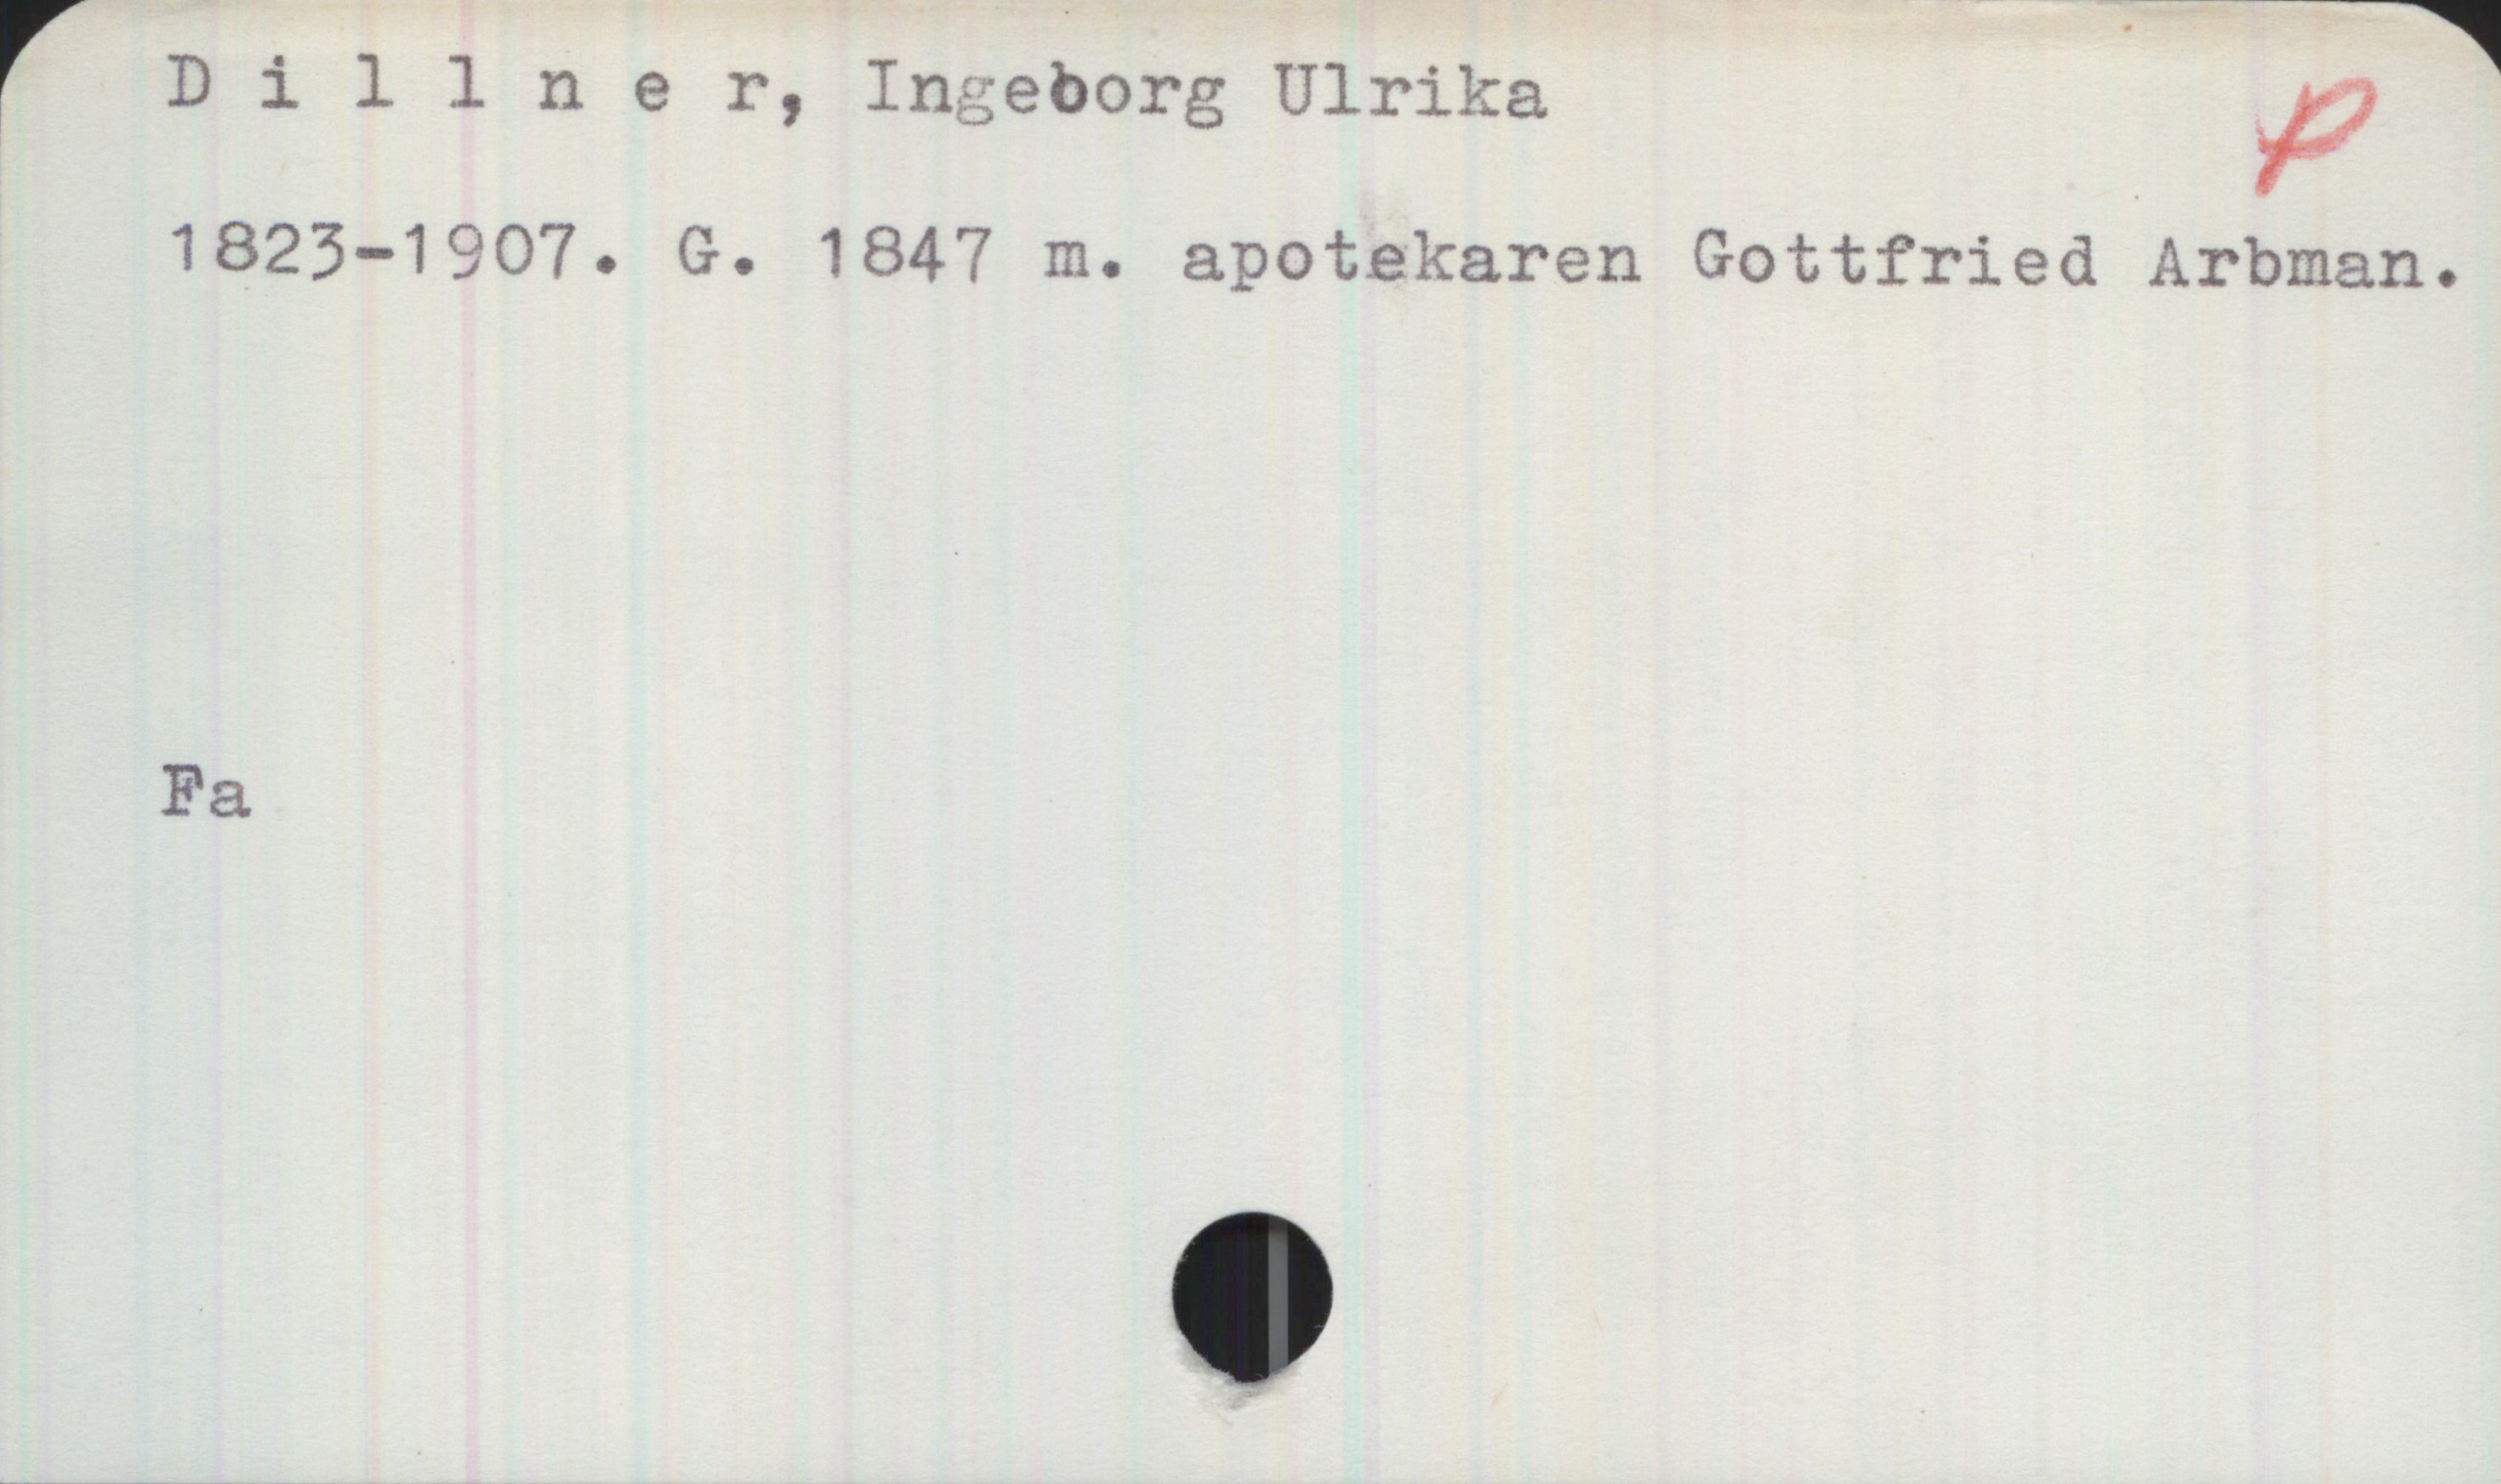 D i l l n e r, Ingeborg Ulrika
p
1823-1907. G. 1847 m. apotekaren Gottfried Arbman.
Fa